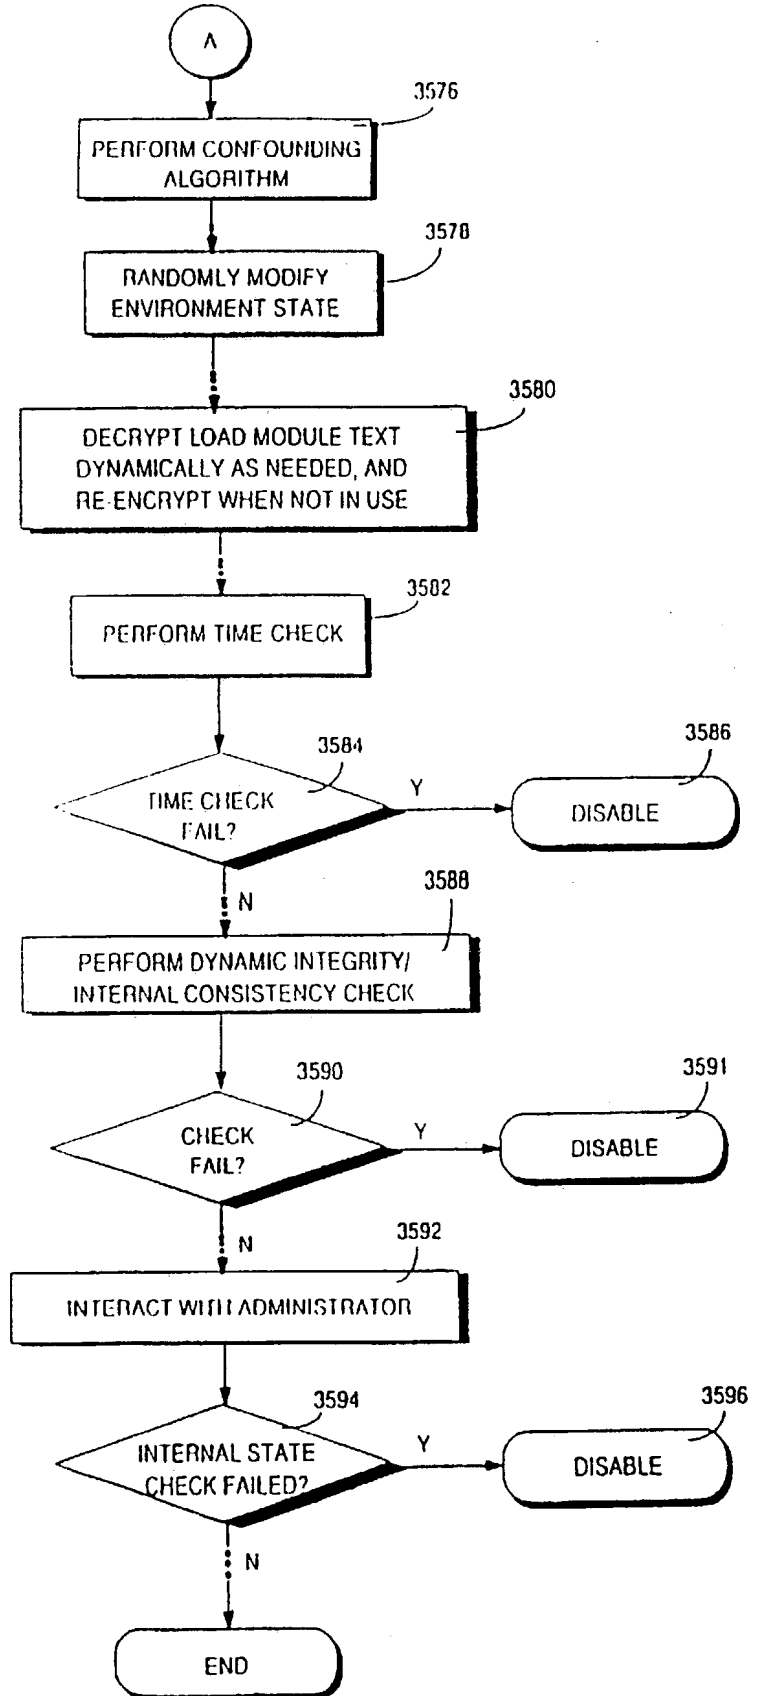 A
3576
PERFORM CONFOUNDING
ALGORITHM
3578
RANDOMLY MODIFY
ENVIRONMENT STATE
3580
DECRYPT LOAD MODULE TEXT
DYNAMICALLY AS NEEDED, AND
RE-ENCRYPT WHEN NOT IN USE
3582
PERFORM TIME CHECK
3584
TIME CHECK
FAIL?
Y
3586
DISABLE
N
3588
PERFORM DYNAMIC INTEGRITY/
INTERNAL CONSISTENCY CHECK
3590
CHECK
FAIL?
Y
3591
DISABLE
N
3592
INTERACT WITH ADMINISTRATOR
3594
INTERNAL STATE
CHECK FAILED?
Y
3596
DISABLE
N
END